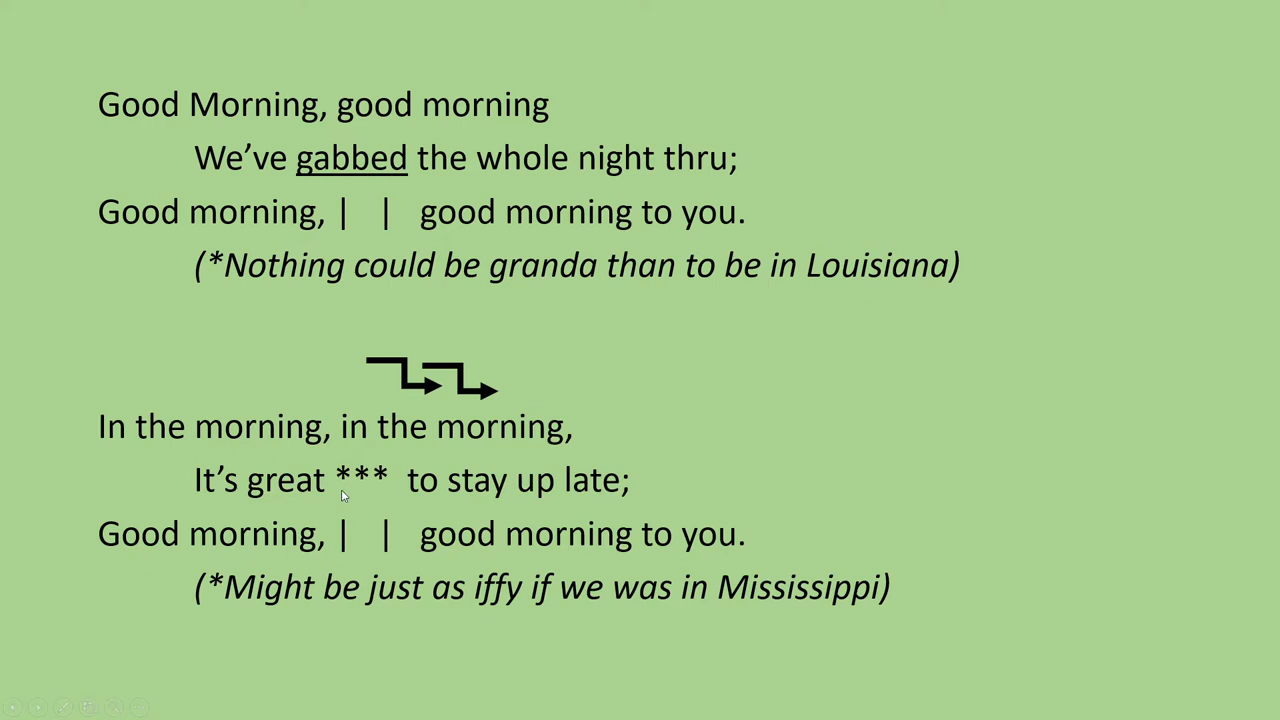 Good Morning, good morning
We’ve gabbed the whole night thru;
Good morning, |   |   good morning to you.
(*Nothing could be granda than to be in Louisiana)
In the morning, in the morning,
It’s great ***  to stay up late;
Good morning, |   |   good morning to you.
(*Might be just as iffy if we was in Mississippi)